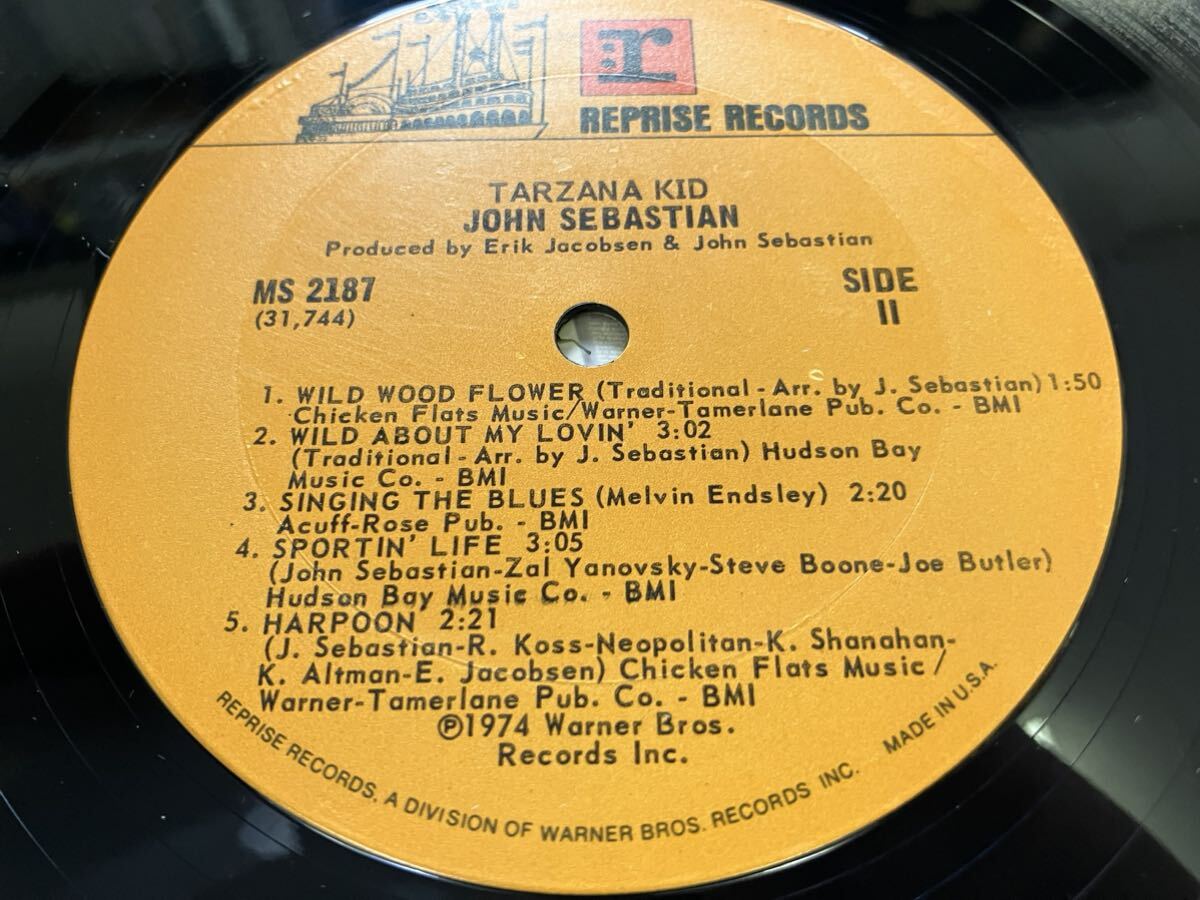 r
REPRISE RECORDS
TARZANA KID
JOHN SEBASTIAN
Produced by Erik Jacobsen & John Sebastian
MS 2187
(31,744)
SIDE
II
1. WILD WOOD FLOWER (Traditional - Arr. by J. Sebastian) 1:50
Chicken Flats Music/Warner-Tamerlane Pub. Co. - BMI
2. WILD ABOUT MY LOVIN' 3:02
(Traditional - Arr. by J. Sebastian) Hudson Bay
Music Co. - BMI
3. SINGING THE BLUES (Melvin Endsley) 2:20
Acuff-Rose Pub. - BMI
4. SPORTIN' LIFE 3:05
(John Sebastian-Zal Yanovsky-Steve Boone-Joe Butler)
Hudson Bay Music Co. - BMI
5. HARPOON 2:21
(J. Sebastian-R. Koss-Neopolitan-K. Shanahan-
K. Altman-E. Jacobsen) Chicken Flats Music /
Warner-Tamerlane Pub. Co. - BMI
℗1974 Warner Bros.
Records Inc.
REPRISE RECORDS, A DIVISION OF WARNER BROS. RECORDS INC. MADE IN U.S.A.